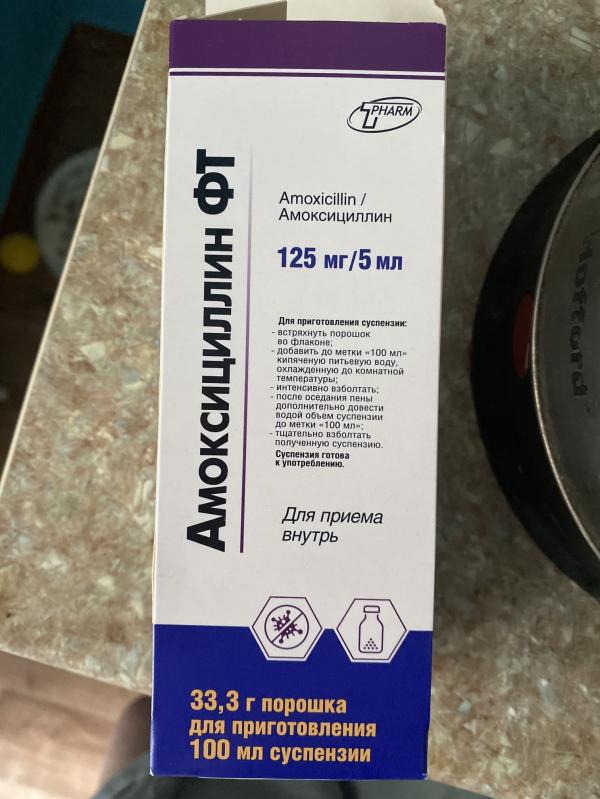 PHARM
Амоксициллин ФТ
Amoxicillin /
Амоксициллин
125 мг/5 мл
Для приготовления суспензии:
- встряхнуть порошок
во флаконе;
- добавить до метки «100 мл»
кипяченую питьевую воду,
охлажденную до комнатной
температуры;
- интенсивно взболтать;
- после оседания пены
дополнительно довести
водой объем суспензии
до метки «100 мл»;
- тщательно взболтать
полученную суспензию.
Суспензия готова
к употреблению.
Для приема
внутрь
33,3 г порошка
для приготовления
100 мл суспензии